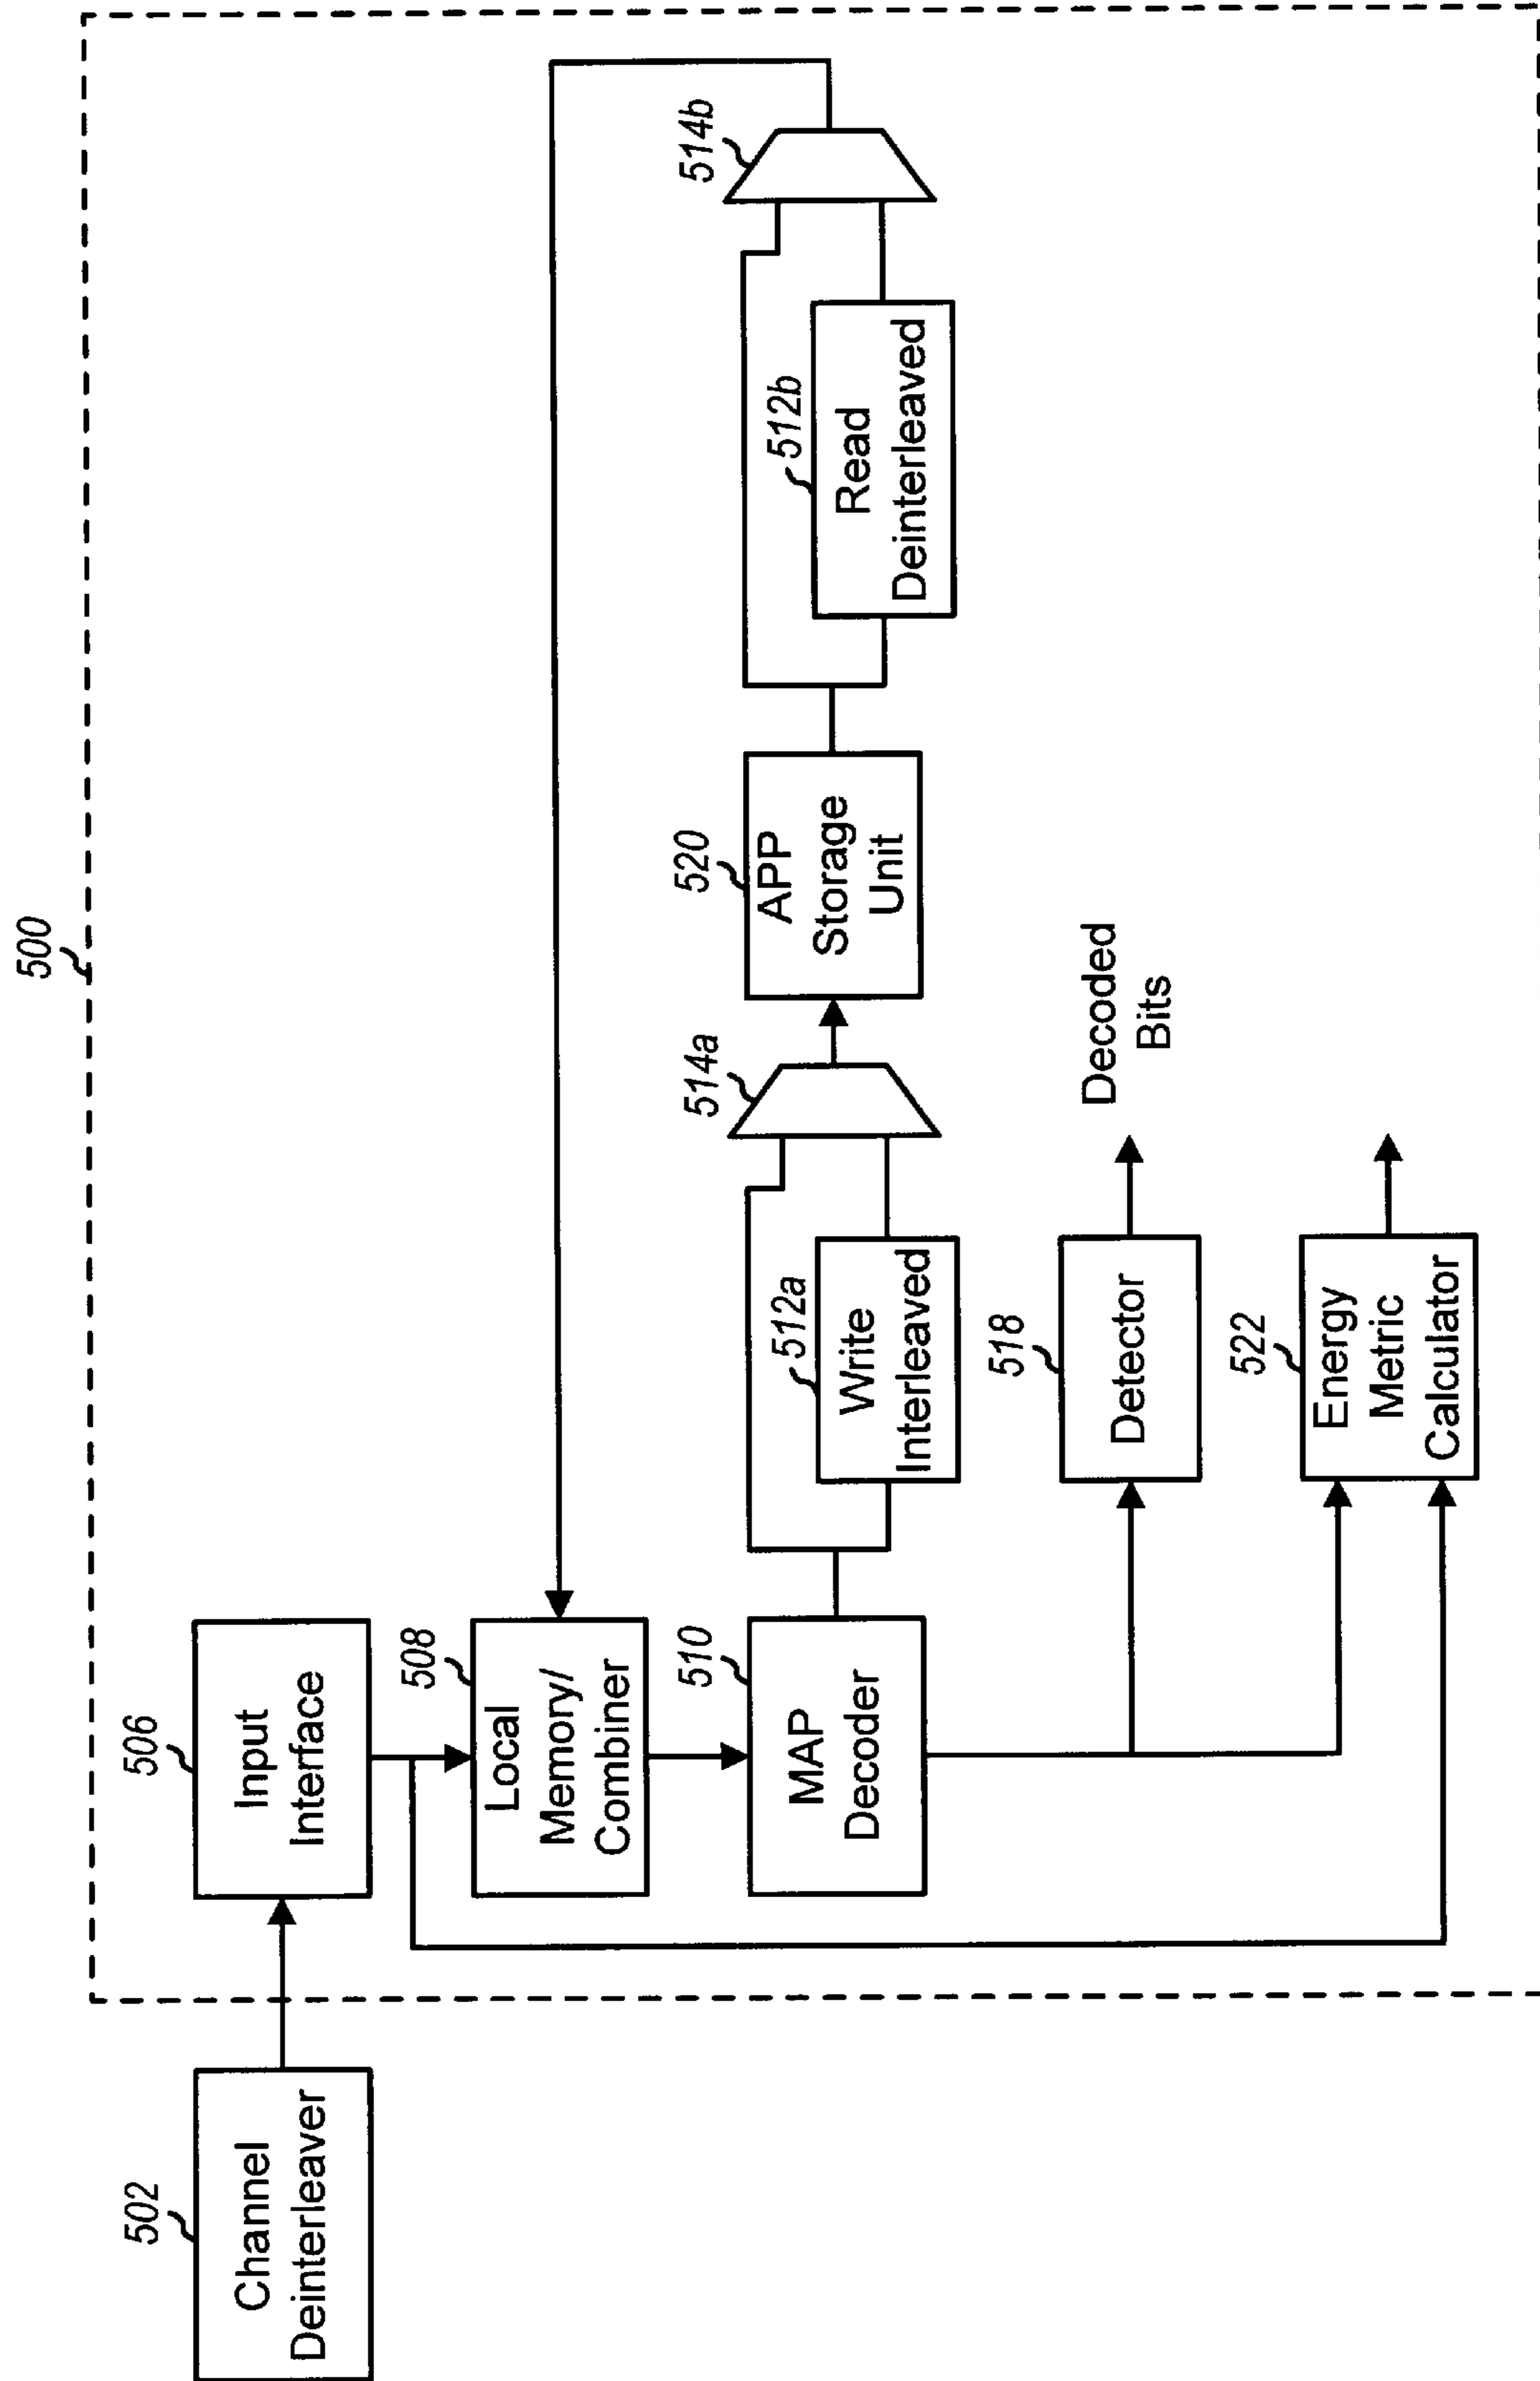 500
502
Channel
Deinterleaver
506
Input
Interface
508
Local
Memory/
Combiner
510
MAP
Decoder
512a
Write
Interleaved
514a
520
APP
Storage
Unit
512b
Read
Deinterleaved
514b
518
Detector
Decoded
Bits
522
Energy
Metric
Calculator